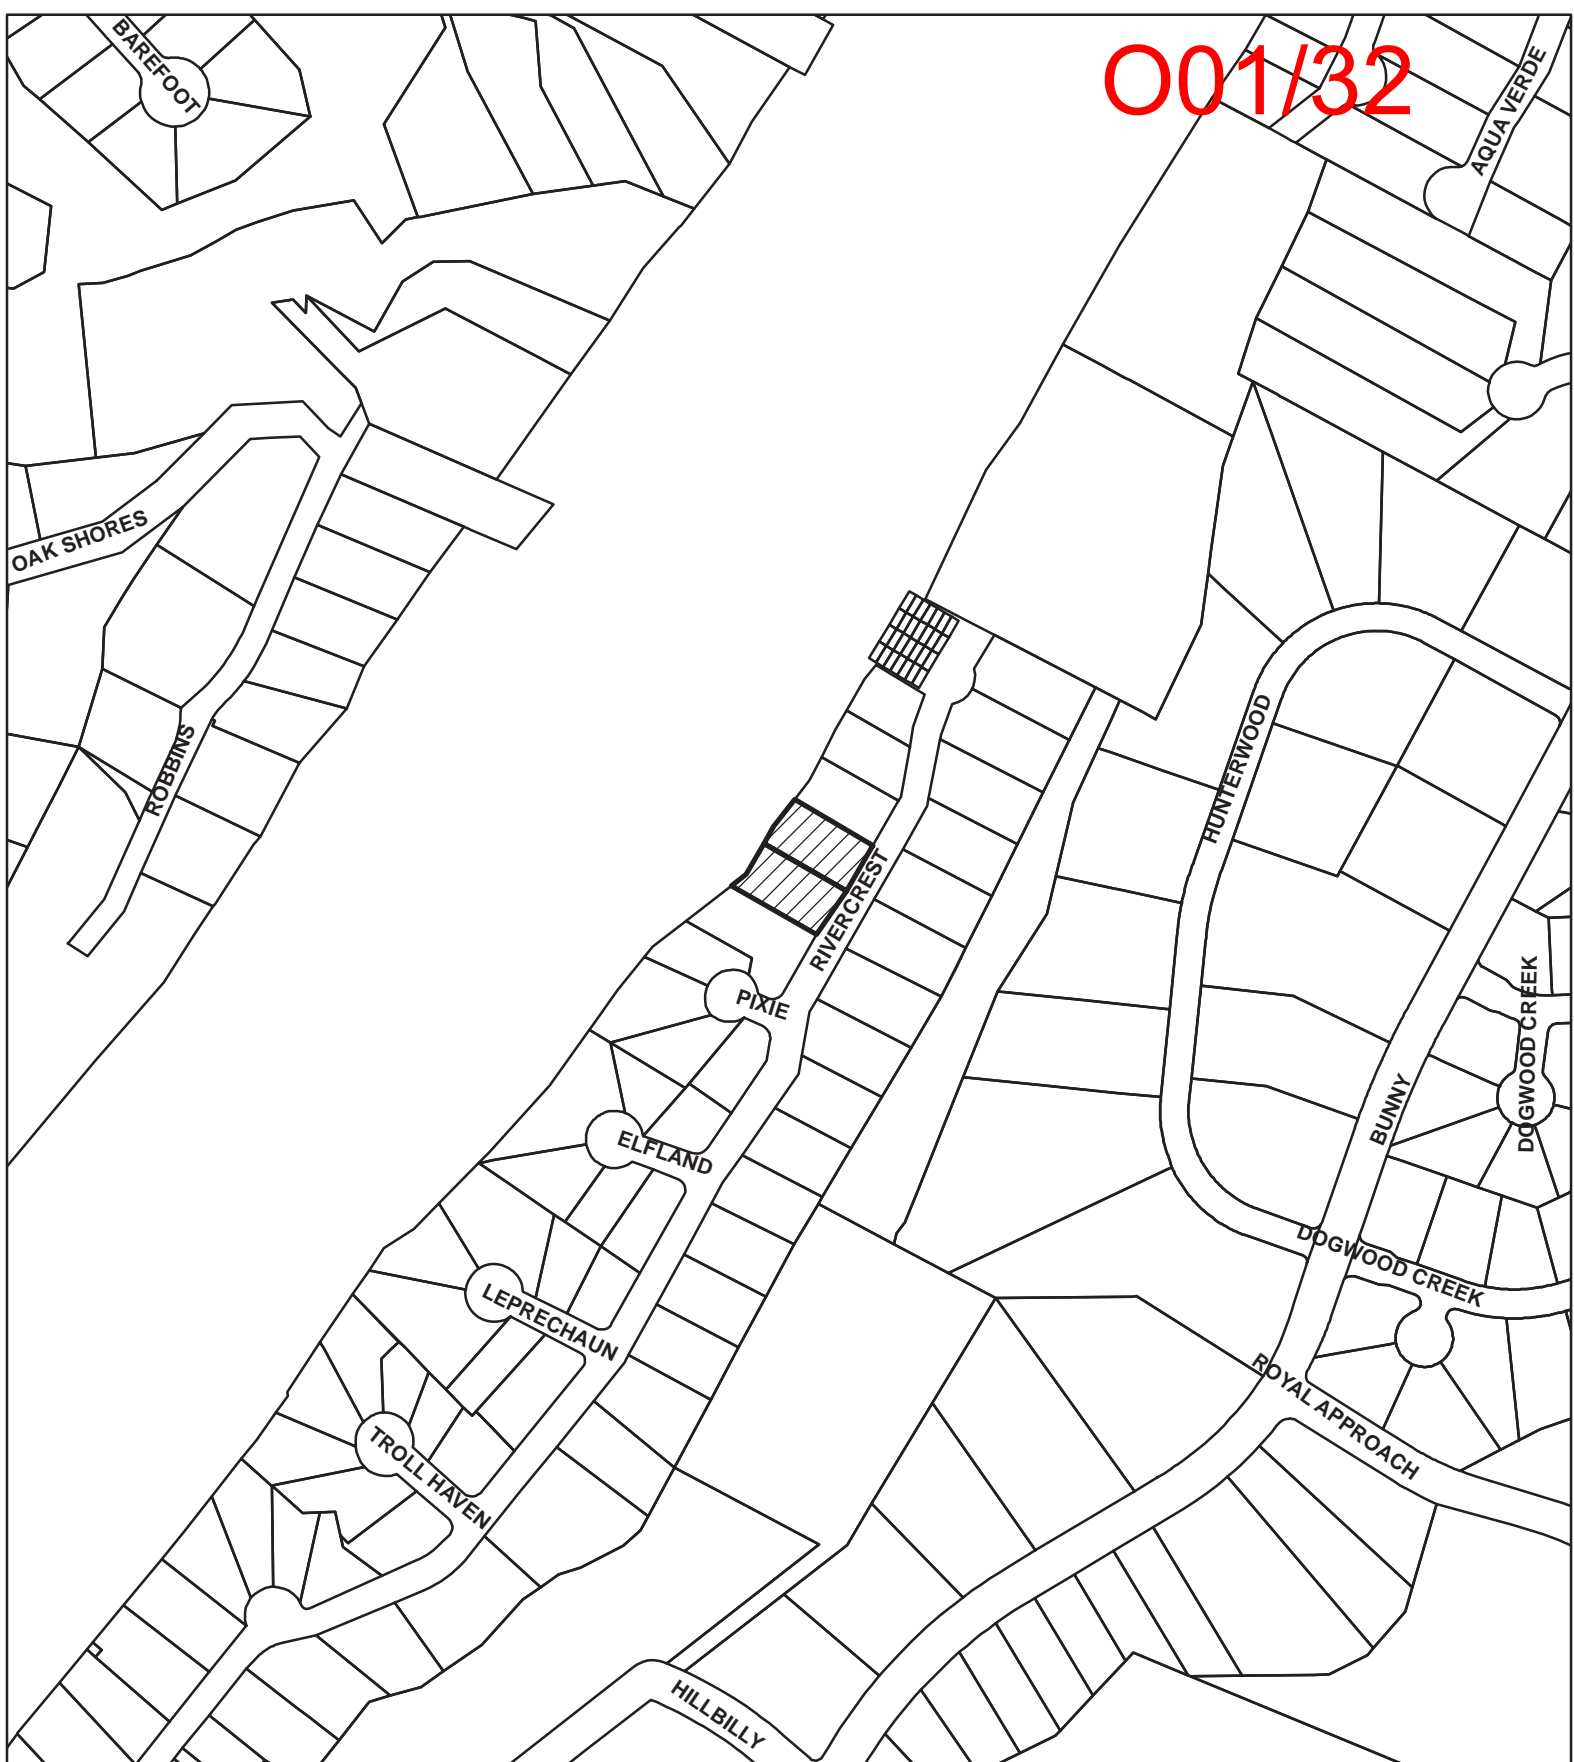 BAREFOOT
O01/32
AQUA VERDE
OAK SHORES
ROBBINS
HUNTERWOOD
RIVERCREST
PIXIE
DOGWOOD CREEK
BUNNY
ELFLAND
DOGWOOD CREEK
LEPRECHAUN
ROYAL APPROACH
TROLL HAVEN
HILLBILLY